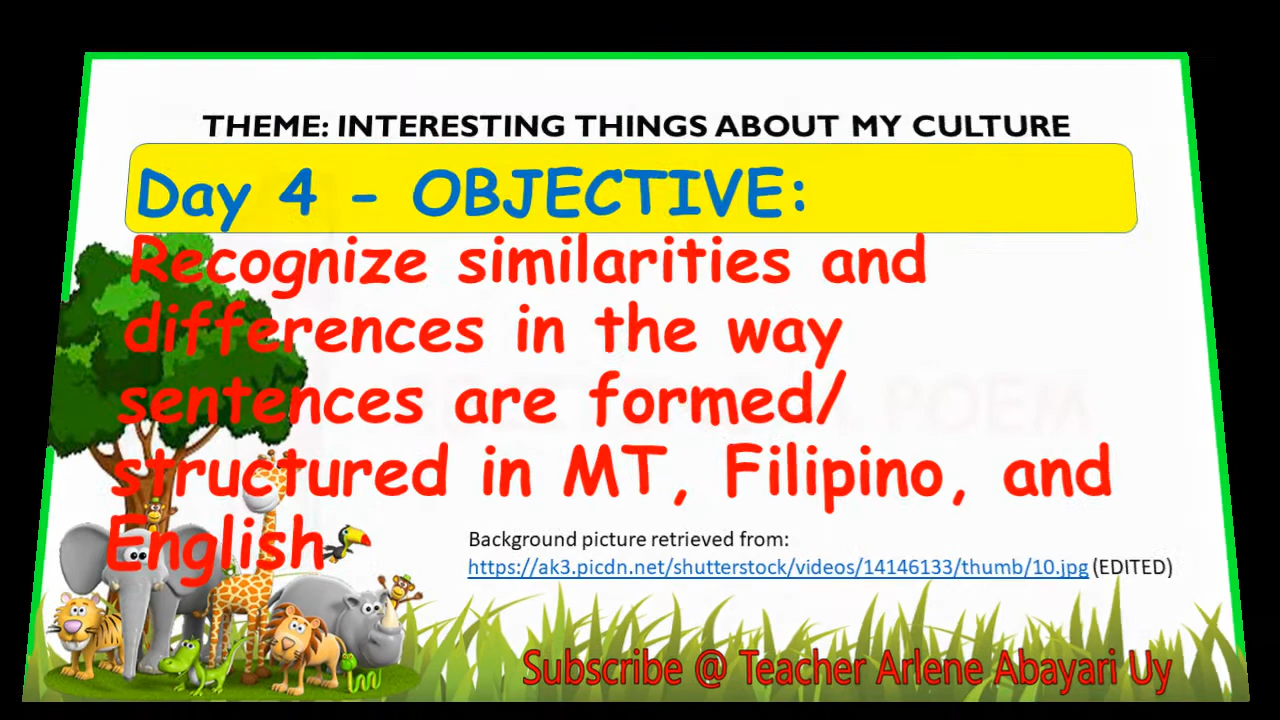 THEME: INTERESTING THINGS ABOUT MY CULTURE
Day 4 - OBJECTIVE:
Recognize similarities and
differences in the way
sentences are formed/
structured in MT, Filipino, and
English
Background picture retrieved from:
https://ak3.picdn.net/shutterstock/videos/14146133/thumb/10.jpg (EDITED)
Subscribe @ Teacher Arlene Abayari Uy